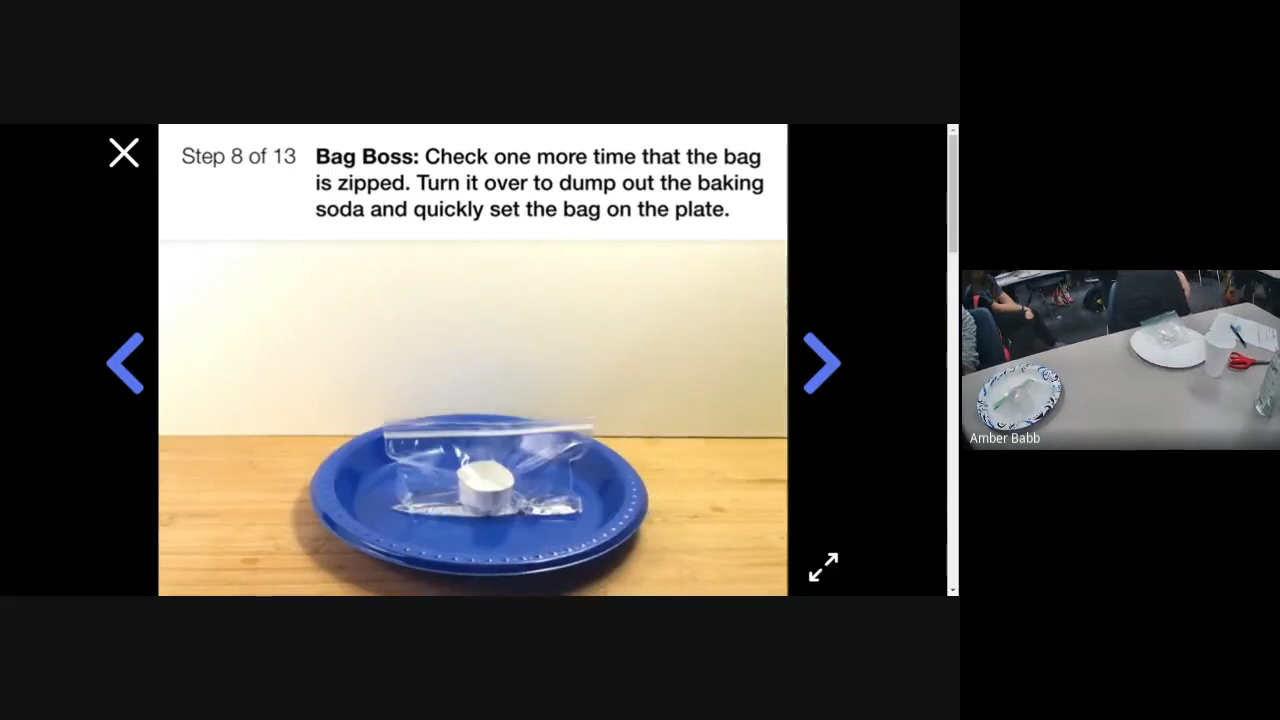 Step 8 of 13
Bag Boss: Check one more time that the bag
is zipped. Turn it over to dump out the baking
soda and quickly set the bag on the plate.
Amber Babb